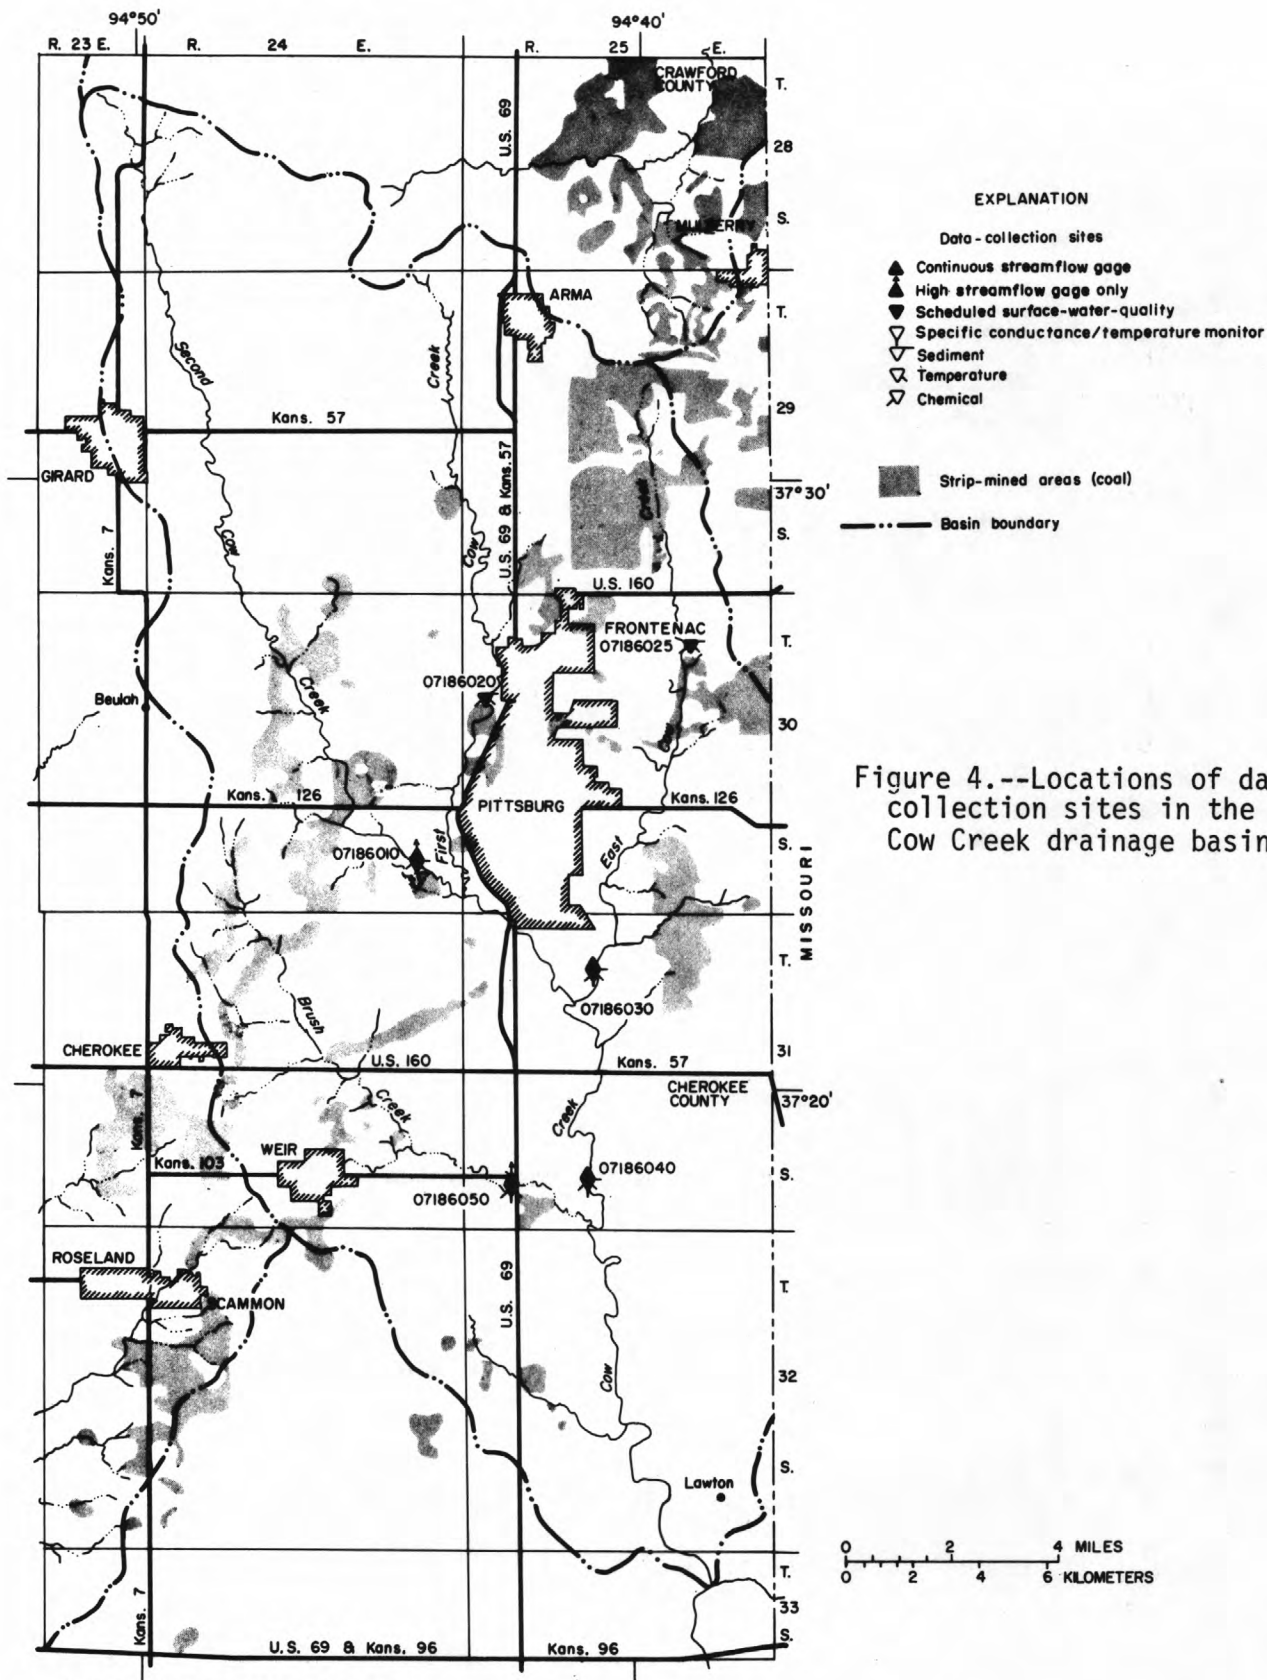 94°50'
94°40'
R. 23 E.
R. 24 E.
R. 25 E.
CRAWFORD
COUNTY
T.
28
S.
U.S. 69
MULBERRY
ARMA
T.
29
S.
Second
Cow
Creek
Creek
Cow
Kans. 57
GIRARD
Kans. 7
U.S. 69 & Kans. 57
Creek
37°30'
U.S. 160
FRONTENAC
07186025
T.
30
S.
07186020
Beulah
Kans. 126
PITTSBURG
Kans. 126
07186010
First
East
MISSOURI
T.
31
S.
07186030
Brush
Creek
CHEROKEE
U.S. 160
Kans. 57
CHEROKEE
COUNTY
37°20'
Kans. 7
Creek
WEIR
Kans. 103
07186050
07186040
ROSELAND
SCAMMON
U.S. 69
T.
32
S.
Cow
Lawton
T.
33
S.
Kans. 7
U.S. 69 & Kans. 96
Kans. 96
EXPLANATION
Data-collection sites
Continuous streamflow gage
High streamflow gage only
Scheduled surface-water-quality
Specific conductance/temperature monitor
Sediment
Temperature
Chemical
Strip-mined areas (coal)
Basin boundary
Figure 4.--Locations of da
collection sites in the
Cow Creek drainage basin
0 2 4 MILES
0 2 4 6 KILOMETERS